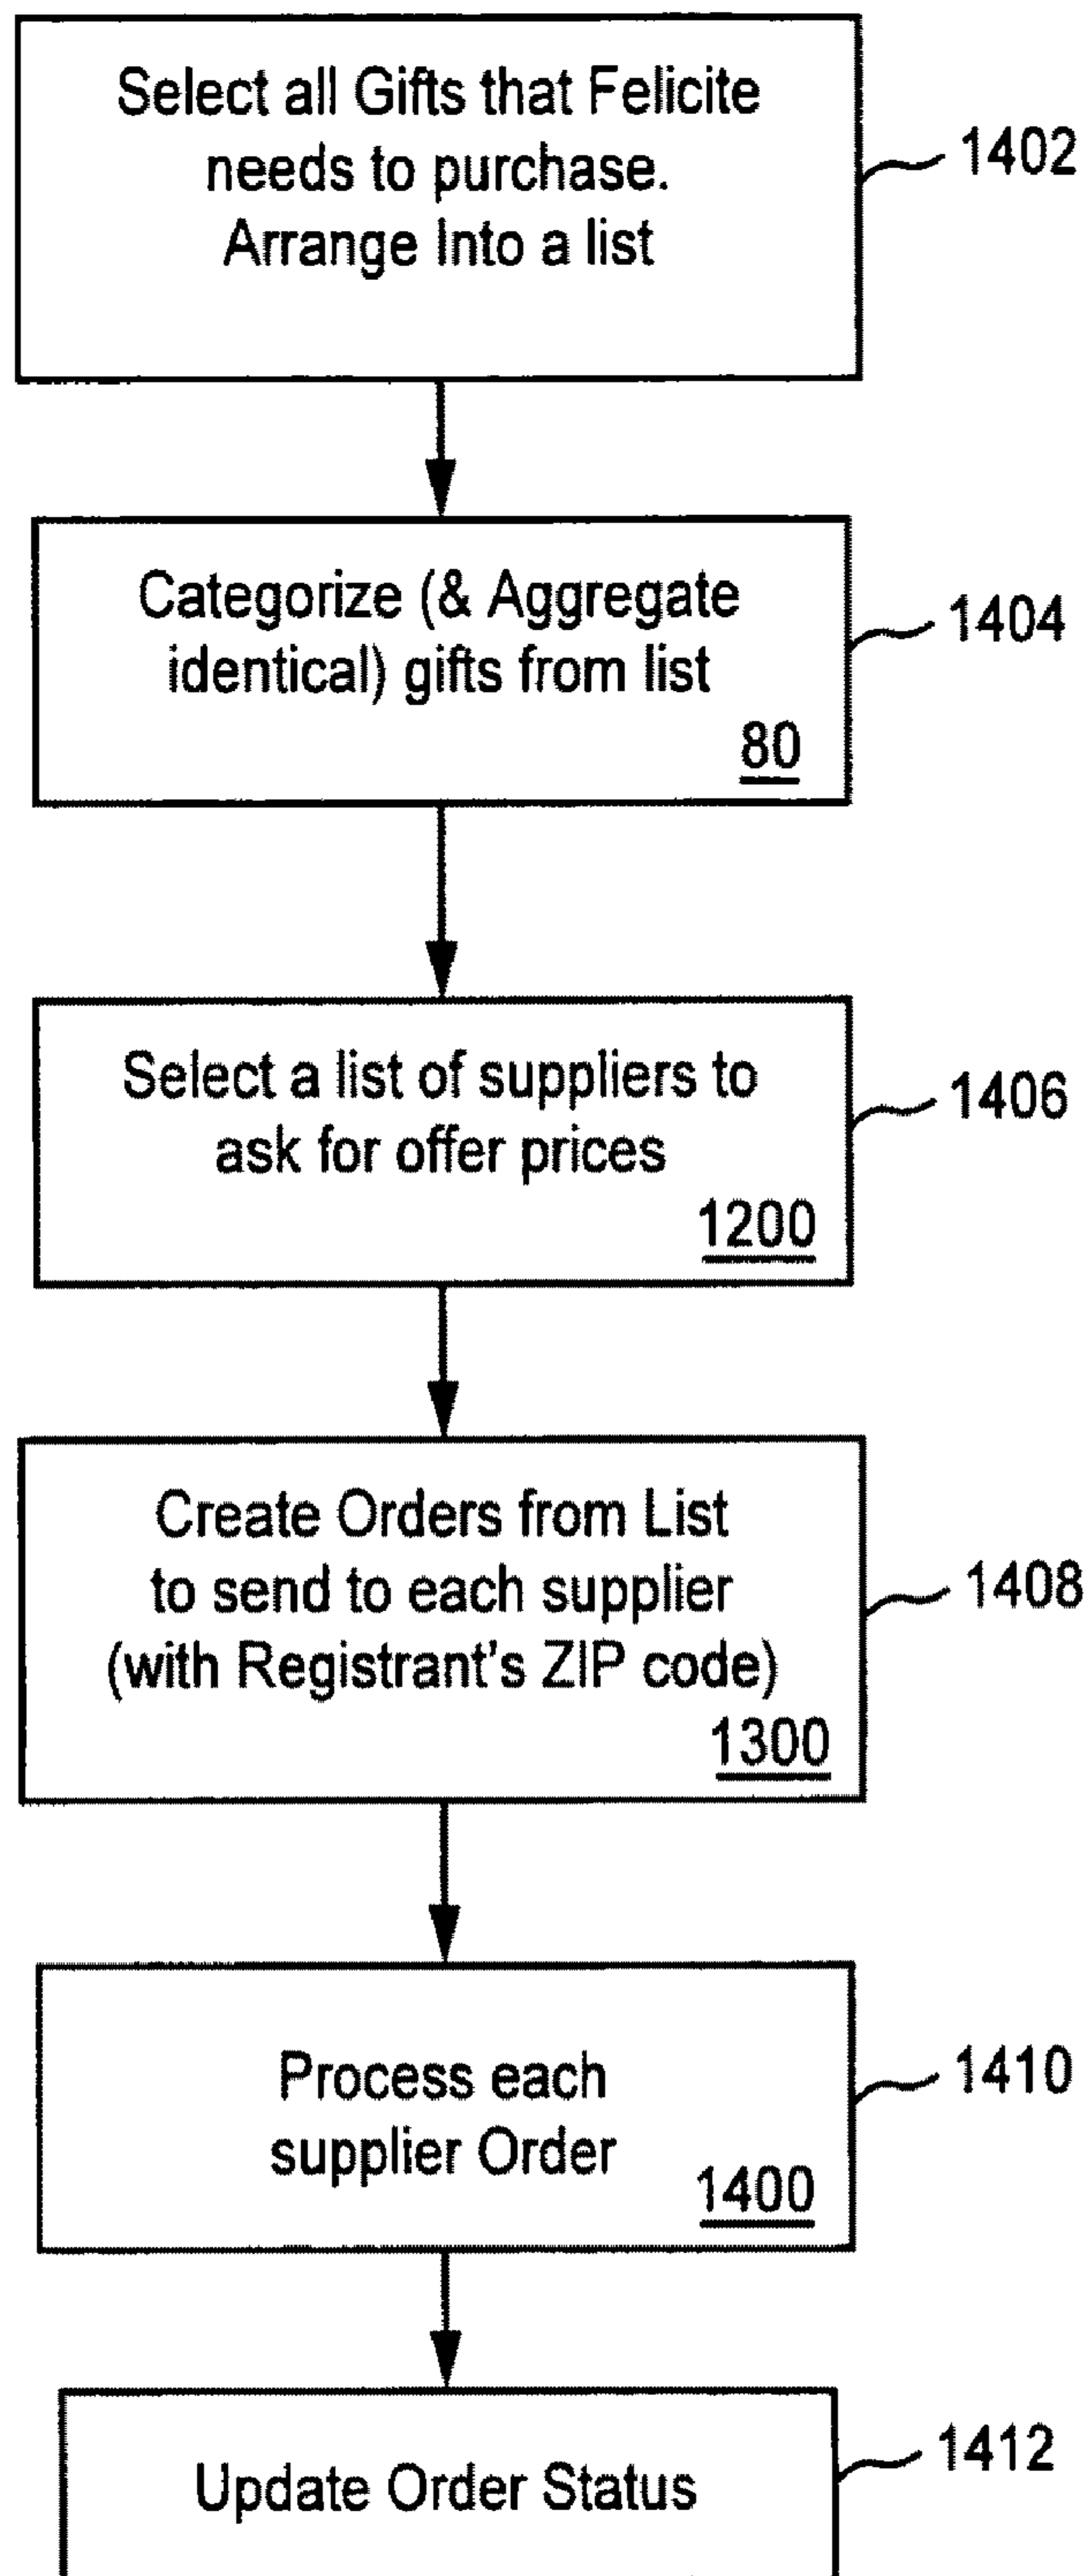 Select all Gifts that Felicite
needs to purchase.
Arrange Into a list
1402
Categorize (& Aggregate
identical) gifts from list
80
1404
Select a list of suppliers to
ask for offer prices
1200
1406
Create Orders from List
to send to each supplier
(with Registrant's ZIP code)
1300
1408
Process each
supplier Order
1400
1410
Update Order Status
1412